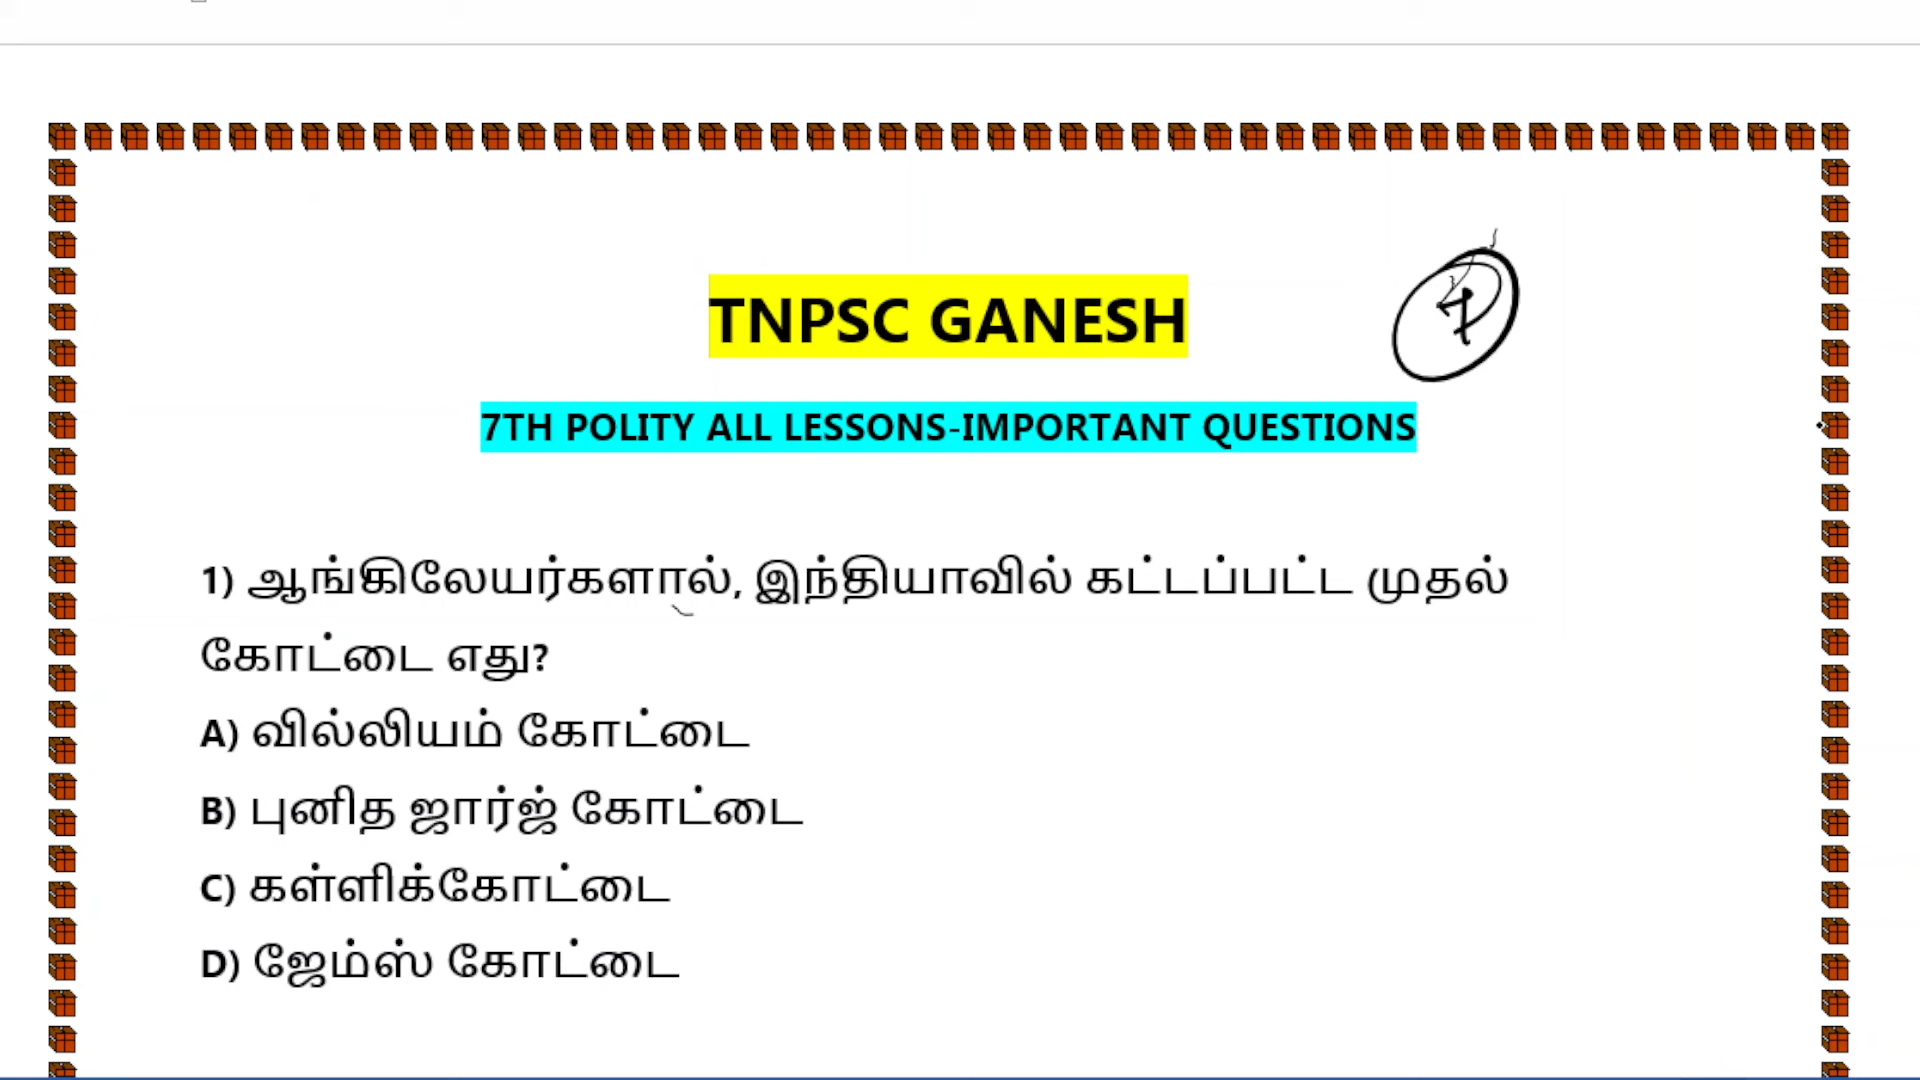 TNPSC GANESH
7TH POLITY ALL LESSONS-IMPORTANT QUESTIONS
1) ஆங்கிலேயர்களால், இந்தியாவில் கட்டப்பட்ட முதல்
கோட்டை எது?
A) வில்லியம் கோட்டை
B) புனித ஜார்ஜ் கோட்டை
C) கள்ளிக்கோட்டை
D) ஜேம்ஸ் கோட்டை